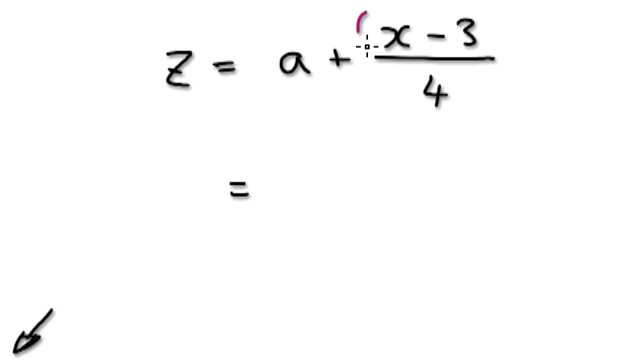 z = a + (x - 3
4
=